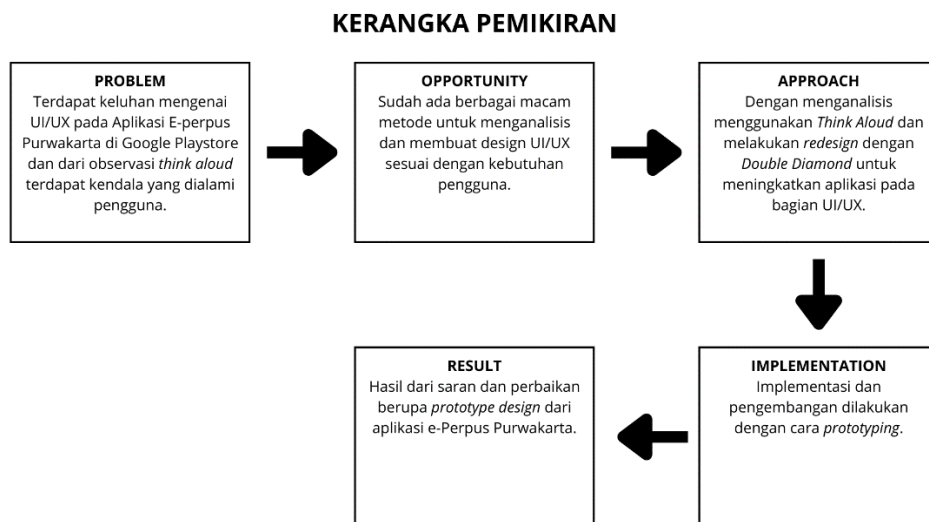 KERANGKA PEMIKIRAN
PROBLEM
Terdapat keluhan mengenai
UI/UX pada Aplikasi E-perpus
Purwakarta di Google Playstore
dan dari observasi think aloud
terdapat kendala yang dialami
pengguna.
OPPORTUNITY
Sudah ada berbagai macam
metode untuk menganalisis
dan membuat design UI/UX
sesuai dengan kebutuhan
pengguna.
APPROACH
Dengan menganalisis
menggunakan Think Aloud dan
melakukan redesign dengan
Double Diamond untuk
meningkatkan aplikasi pada
bagian UI/UX.
IMPLEMENTATION
Implementasi dan
pengembangan dilakukan
dengan cara prototyping.
RESULT
Hasil dari saran dan perbaikan
berupa prototype design dari
aplikasi e-Perpus Purwakarta.